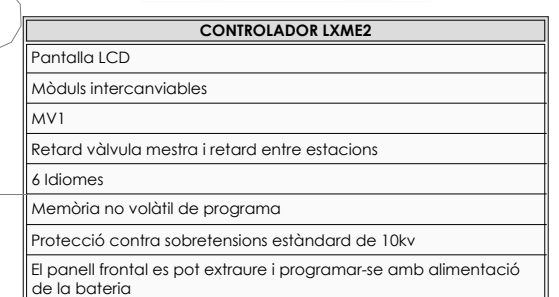 CONTROLADOR LXME2
Pantalla LCD
Mòduls intercanviables
MV1
Retard vàlvula mestra i retard entre estacions
6 Idiomes
Memòria no volàtil de programa
Protecció contra sobretensions estàndard de 10kv
El panell frontal es pot extraure i programar-se amb alimentació
de la bateria